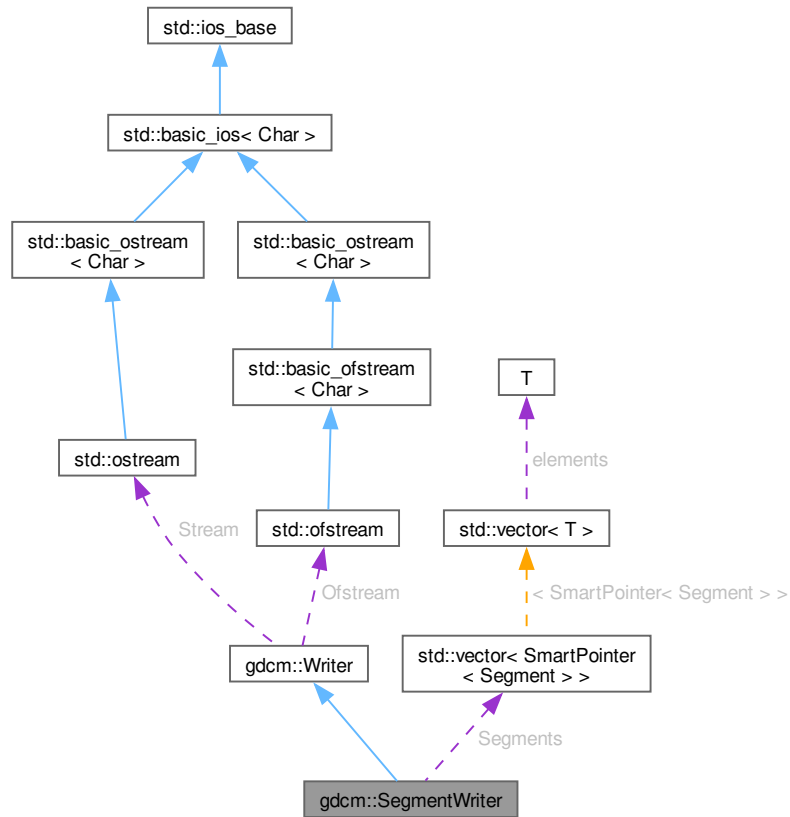 std::ios_base
std::basic_ios< Char >
std::basic_ostream
< Char >
std::basic_ostream
< Char >
std::basic_ofstream
< Char >
T
std::ostream
elements
std::ofstream
std::vector< T >
Stream
Ofstream
< SmartPointer< Segment > >
gdcm::Writer
std::vector< SmartPointer
< Segment > >
Segments
gdcm::SegmentWriter